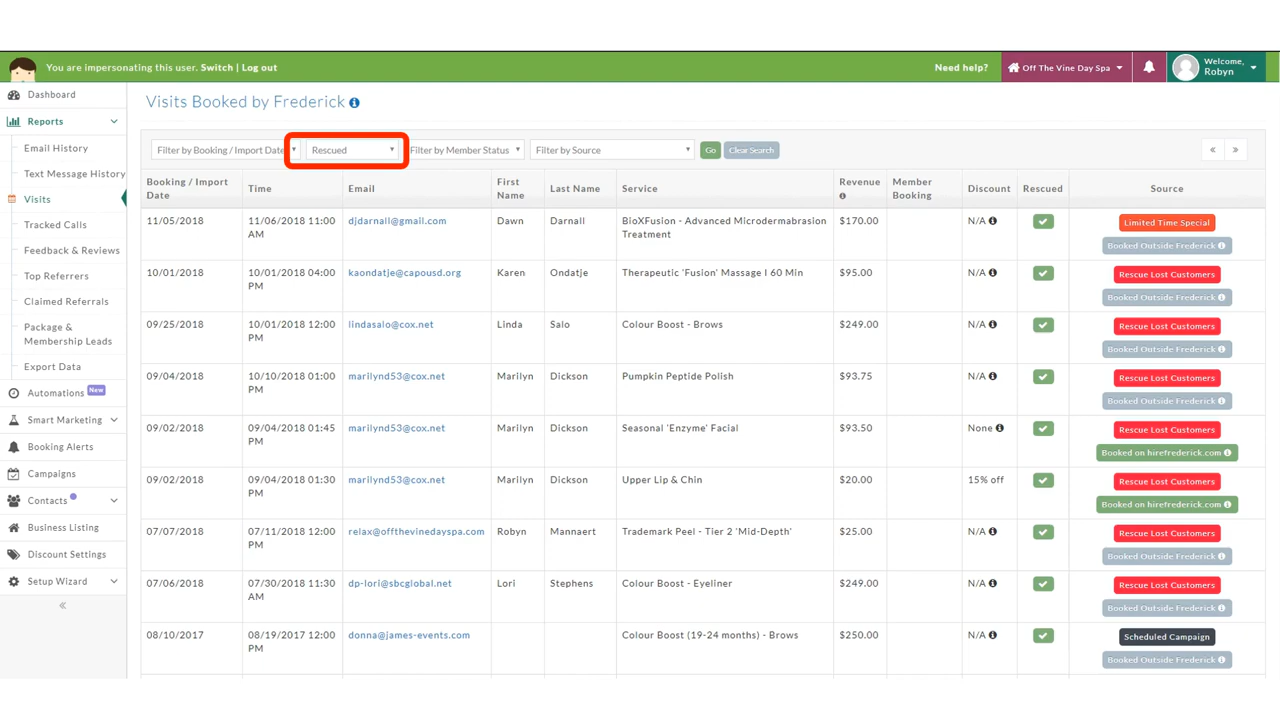 You are impersonating this user. Switch | Log out
Need help?
Off The Vine Day Spa
Welcome,
Robyn
Dashboard
Reports
Email History
Text Message History
Visits
Tracked Calls
Feedback & Reviews
Top Referrers
Claimed Referrals
Package &
Membership Leads
Export Data
Automations New
Smart Marketing
Booking Alerts
Campaigns
Contacts
Business Listing
Discount Settings
Setup Wizard
«
Visits Booked by Frederick
Filter by Booking / Import Date Rescued Filter by Member Status Filter by Source Go Clear Search « »
Booking / Import
Date
Time
Email
First
Name
Last Name
Service
Revenue
Member
Booking
Discount
Rescued
Source
11/05/2018 11/06/2018 11:00 djdarnall@gmail.com Dawn Darnall BioXFusion - Advanced Microdermabrasion $170.00 N/A Limited Time Special
AM Treatment Booked Outside Frederick
10/01/2018 10/01/2018 04:00 kaondatje@capousd.org Karen Ondatje Therapeutic 'Fusion' Massage l 60 Min $95.00 N/A Rescue Lost Customers
PM Booked Outside Frederick
09/25/2018 10/01/2018 12:00 lindasalo@cox.net Linda Salo Colour Boost - Brows $249.00 N/A Rescue Lost Customers
PM Booked Outside Frederick
09/04/2018 10/10/2018 01:00 marilynd53@cox.net Marilyn Dickson Pumpkin Peptide Polish $93.75 N/A Rescue Lost Customers
PM Booked Outside Frederick
09/02/2018 09/04/2018 01:45 marilynd53@cox.net Marilyn Dickson Seasonal 'Enzyme' Facial $93.50 None Rescue Lost Customers
PM Booked on hirefrederick.com
09/02/2018 09/04/2018 01:30 marilynd53@cox.net Marilyn Dickson Upper Lip & Chin $20.00 15% off Rescue Lost Customers
PM Booked on hirefrederick.com
07/07/2018 07/11/2018 12:00 relax@offthevinedayspa.com Robyn Mannaert Trademark Peel - Tier 2 'Mid-Depth' $25.00 N/A Rescue Lost Customers
PM Booked Outside Frederick
07/06/2018 07/30/2018 11:30 dp-lori@sbcglobal.net Lori Stephens Colour Boost - Eyeliner $249.00 N/A Rescue Lost Customers
AM Booked Outside Frederick
08/10/2017 08/19/2017 12:00 donna@james-events.com Colour Boost (19-24 months) - Brows $250.00 N/A Scheduled Campaign
PM Booked Outside Frederick